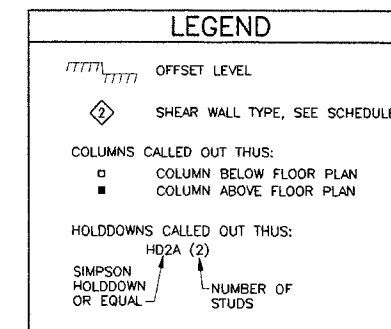 LEGEND
OFFSET LEVEL
2 SHEAR WALL TYPE, SEE SCHEDULE
COLUMNS CALLED OUT THUS:
COLUMN BELOW FLOOR PLAN
COLUMN ABOVE FLOOR PLAN
HOLDDOWNS CALLED OUT THUS:
HD2A (2)
SIMPSON
HOLDDOWN
OR EQUAL
NUMBER OF
STUDS